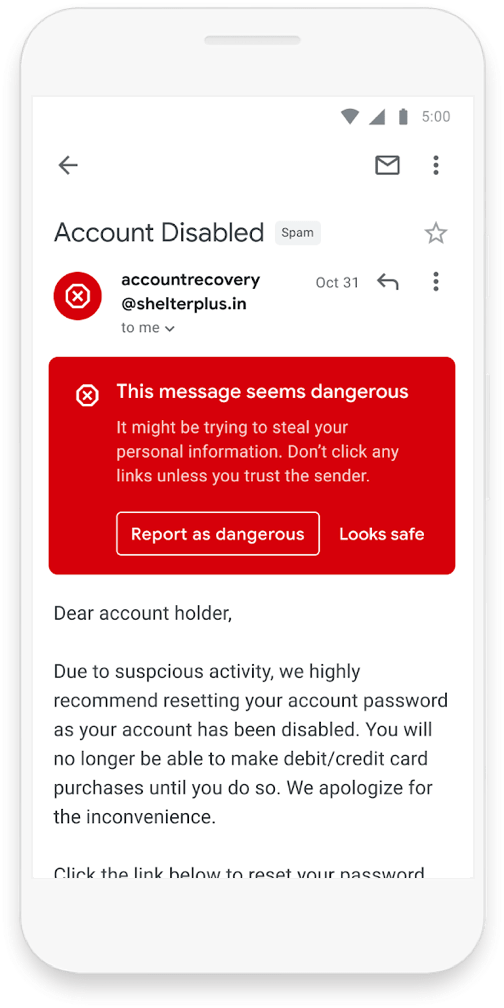 5:00
Account Disabled Spam
accountrecovery Oct 31
@shelterplus.in
to me
This message seems dangerous
It might be trying to steal your
personal information. Don’t click any
links unless you trust the sender.
Report as dangerous Looks safe
Dear account holder,
Due to suspcious activity, we highly
recommend resetting your account password
as your account has been disabled. You will
no longer be able to make debit/credit card
purchases until you do so. We apologize for
the inconvenience.
Click the link below to reset your password